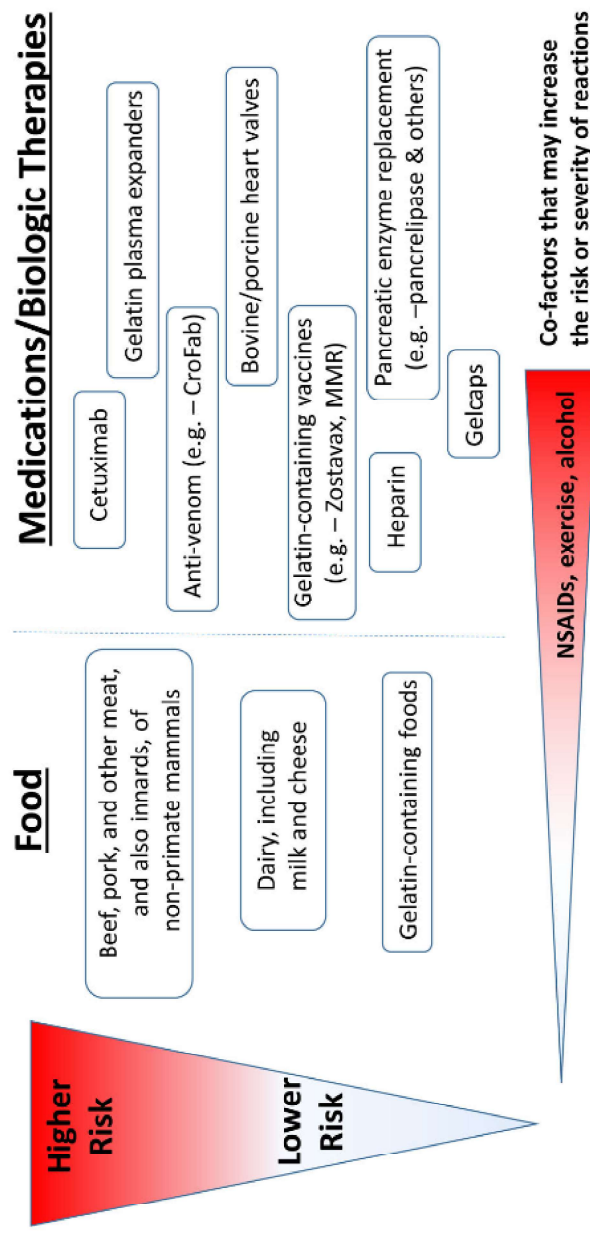 Food
Medications/Biologic Therapies
Higher
Risk
Lower
Risk
Beef, pork, and other meat,
and also innards, of
non-primate mammals
Dairy, including
milk and cheese
Gelatin-containing foods
Cetuximab
Gelatin plasma expanders
Anti-venom (e.g. – CroFab)
Bovine/porcine heart valves
Gelatin-containing vaccines
(e.g. – Zostavax, MMR)
Heparin
Pancreatic enzyme replacement
(e.g. –pancrelipase & others)
Gelcaps
NSAIDs, exercise, alcohol
Co-factors that may increase
the risk or severity of reactions